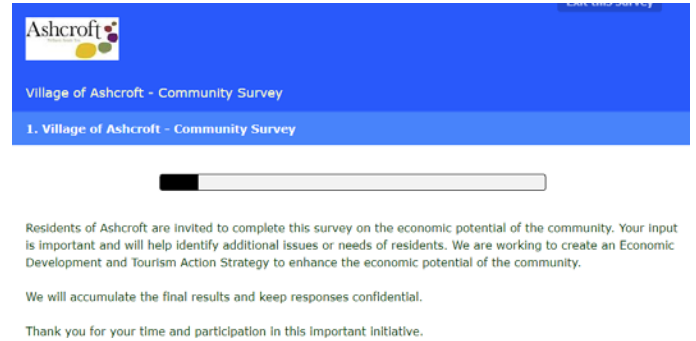 Exit this survey
Ashcroft
Village of Ashcroft - Community Survey
1. Village of Ashcroft - Community Survey
Residents of Ashcroft are invited to complete this survey on the economic potential of the community. Your input
is important and will help identify additional issues or needs of residents. We are working to create an Economic
Development and Tourism Action Strategy to enhance the economic potential of the community.
We will accumulate the final results and keep responses confidential.
Thank you for your time and participation in this important initiative.